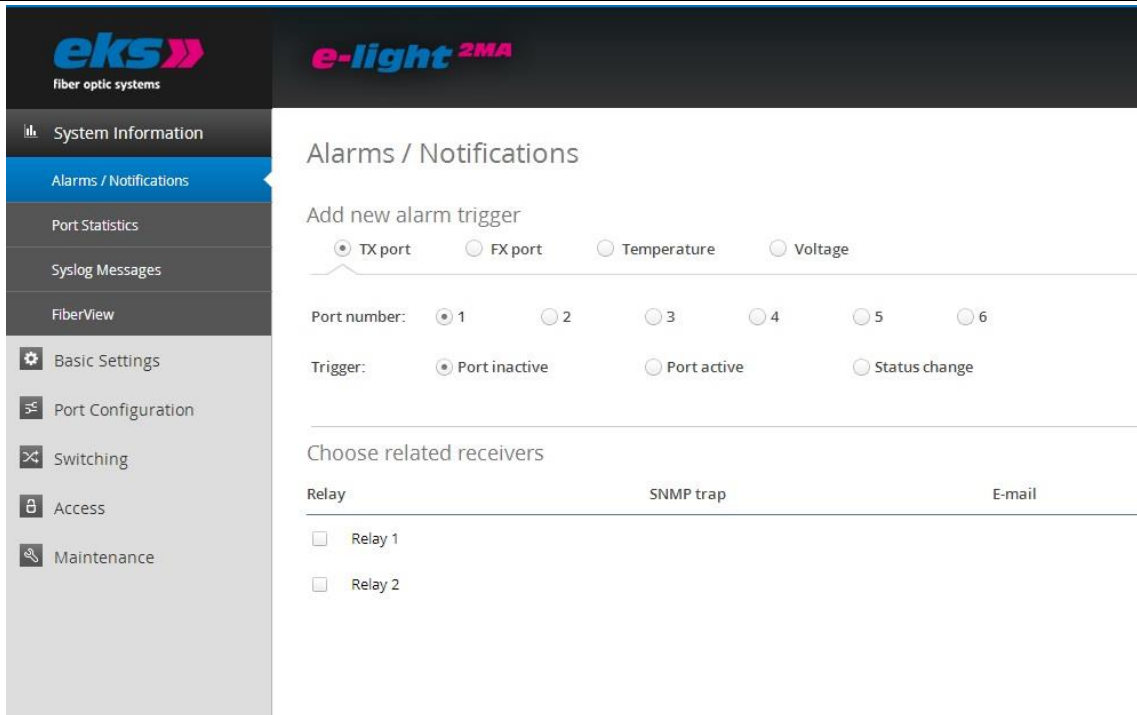 eks
fiber optic systems
e-light 2MA
System Information
Alarms / Notifications
Port Statistics
Syslog Messages
FiberView
Basic Settings
Port Configuration
Switching
Access
Maintenance
Alarms / Notifications
Add new alarm trigger
TX port FX port Temperature Voltage
Port number: 1 2 3 4 5 6
Trigger: Port inactive Port active Status change
Choose related receivers
Relay SNMP trap E-mail
Relay 1
Relay 2